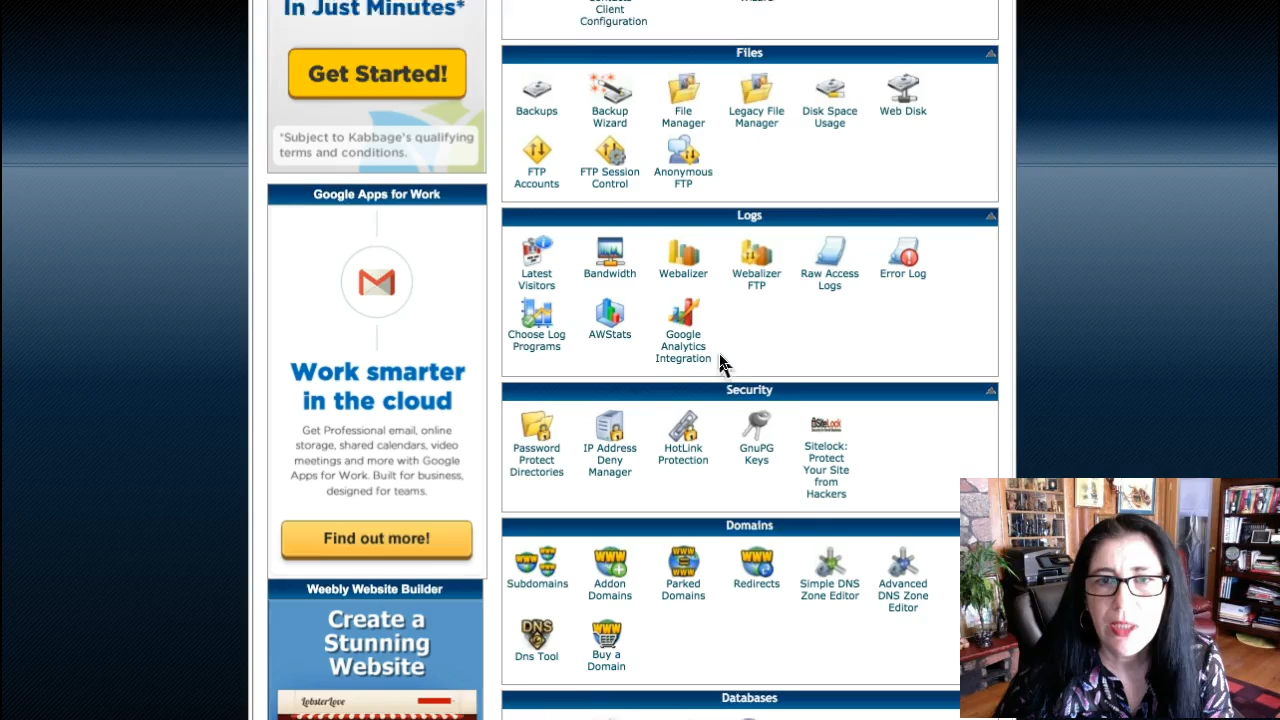 In Just Minutes*
Get Started!
*Subject to Kabbage's qualifying
terms and conditions.
Google Apps for Work
Work smarter
in the cloud
Get Professional email, online
storage, shared calendars, video
meetings and more with Google
Apps for Work. Built for business,
designed for teams.
Find out more!
Weebly Website Builder
Create a
Stunning
Website
LobsterLove
Client
Configuration
Files
Backups
Backup
Wizard
File
Manager
Legacy File
Manager
Disk Space
Usage
Web Disk
FTP
Accounts
FTP Session
Control
Anonymous
FTP
Logs
Latest
Visitors
Bandwidth
Webalizer
Webalizer
FTP
Raw Access
Logs
Error Log
Choose Log
Programs
AWStats
Google
Analytics
Integration
Security
Password
Protect
Directories
IP Address
Deny
Manager
HotLink
Protection
GnuPG
Keys
SiteLock
Sitelock:
Protect
Your Site
from
Hackers
Domains
Subdomains
Addon
Domains
Parked
Domains
Redirects
Simple DNS
Zone Editor
Advanced
DNS Zone
Editor
Dns Tool
Buy a
Domain
Databases